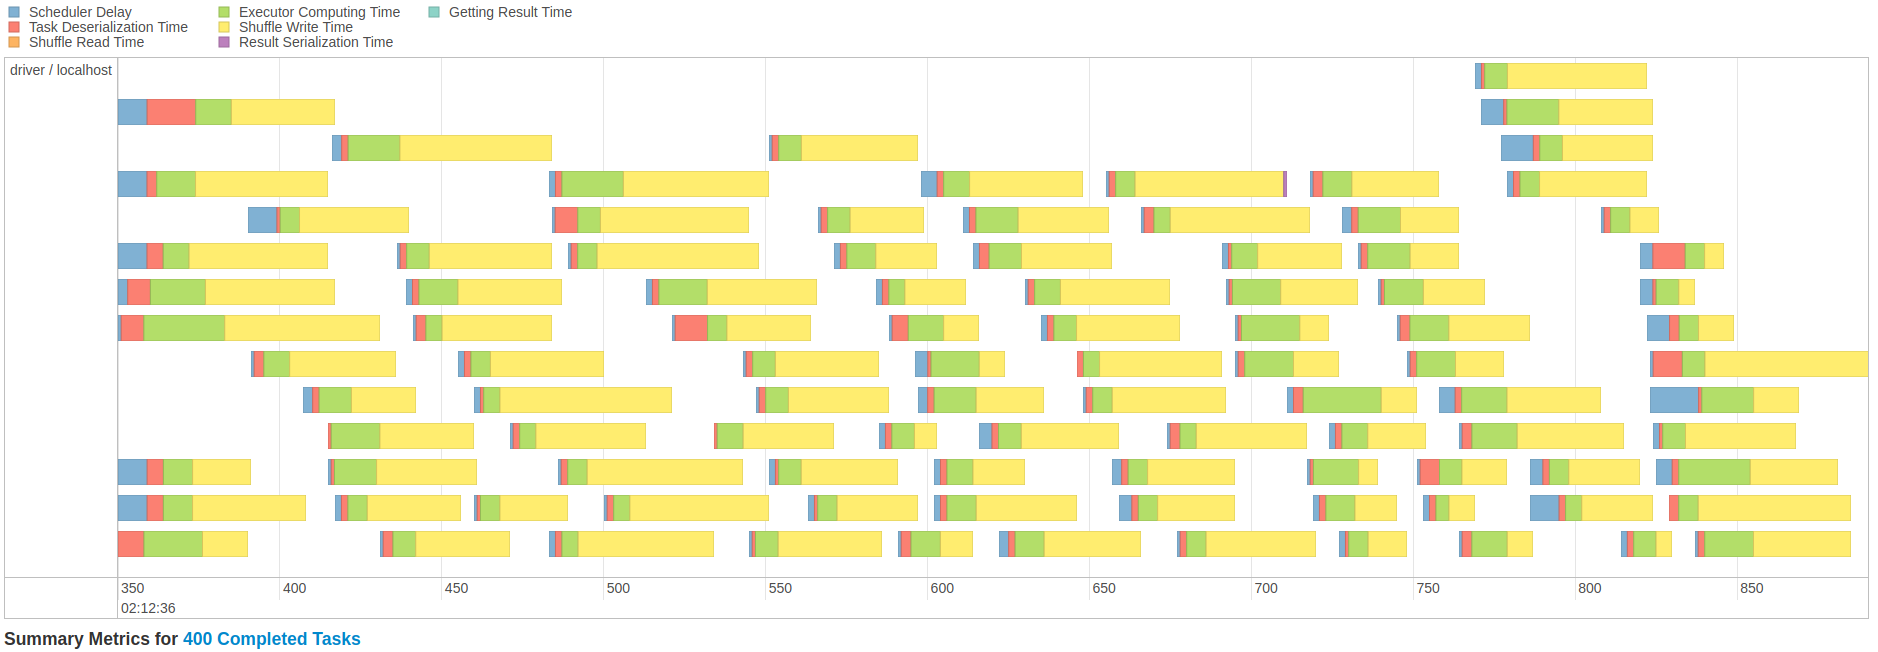 Scheduler Delay
Task Deserialization Time
Shuffle Read Time
Executor Computing Time
Shuffle Write Time
Result Serialization Time
Getting Result Time
driver / localhost
350 400 450 500 550 600 650 700 750 800 850
02:12:36
Summary Metrics for 400 Completed Tasks